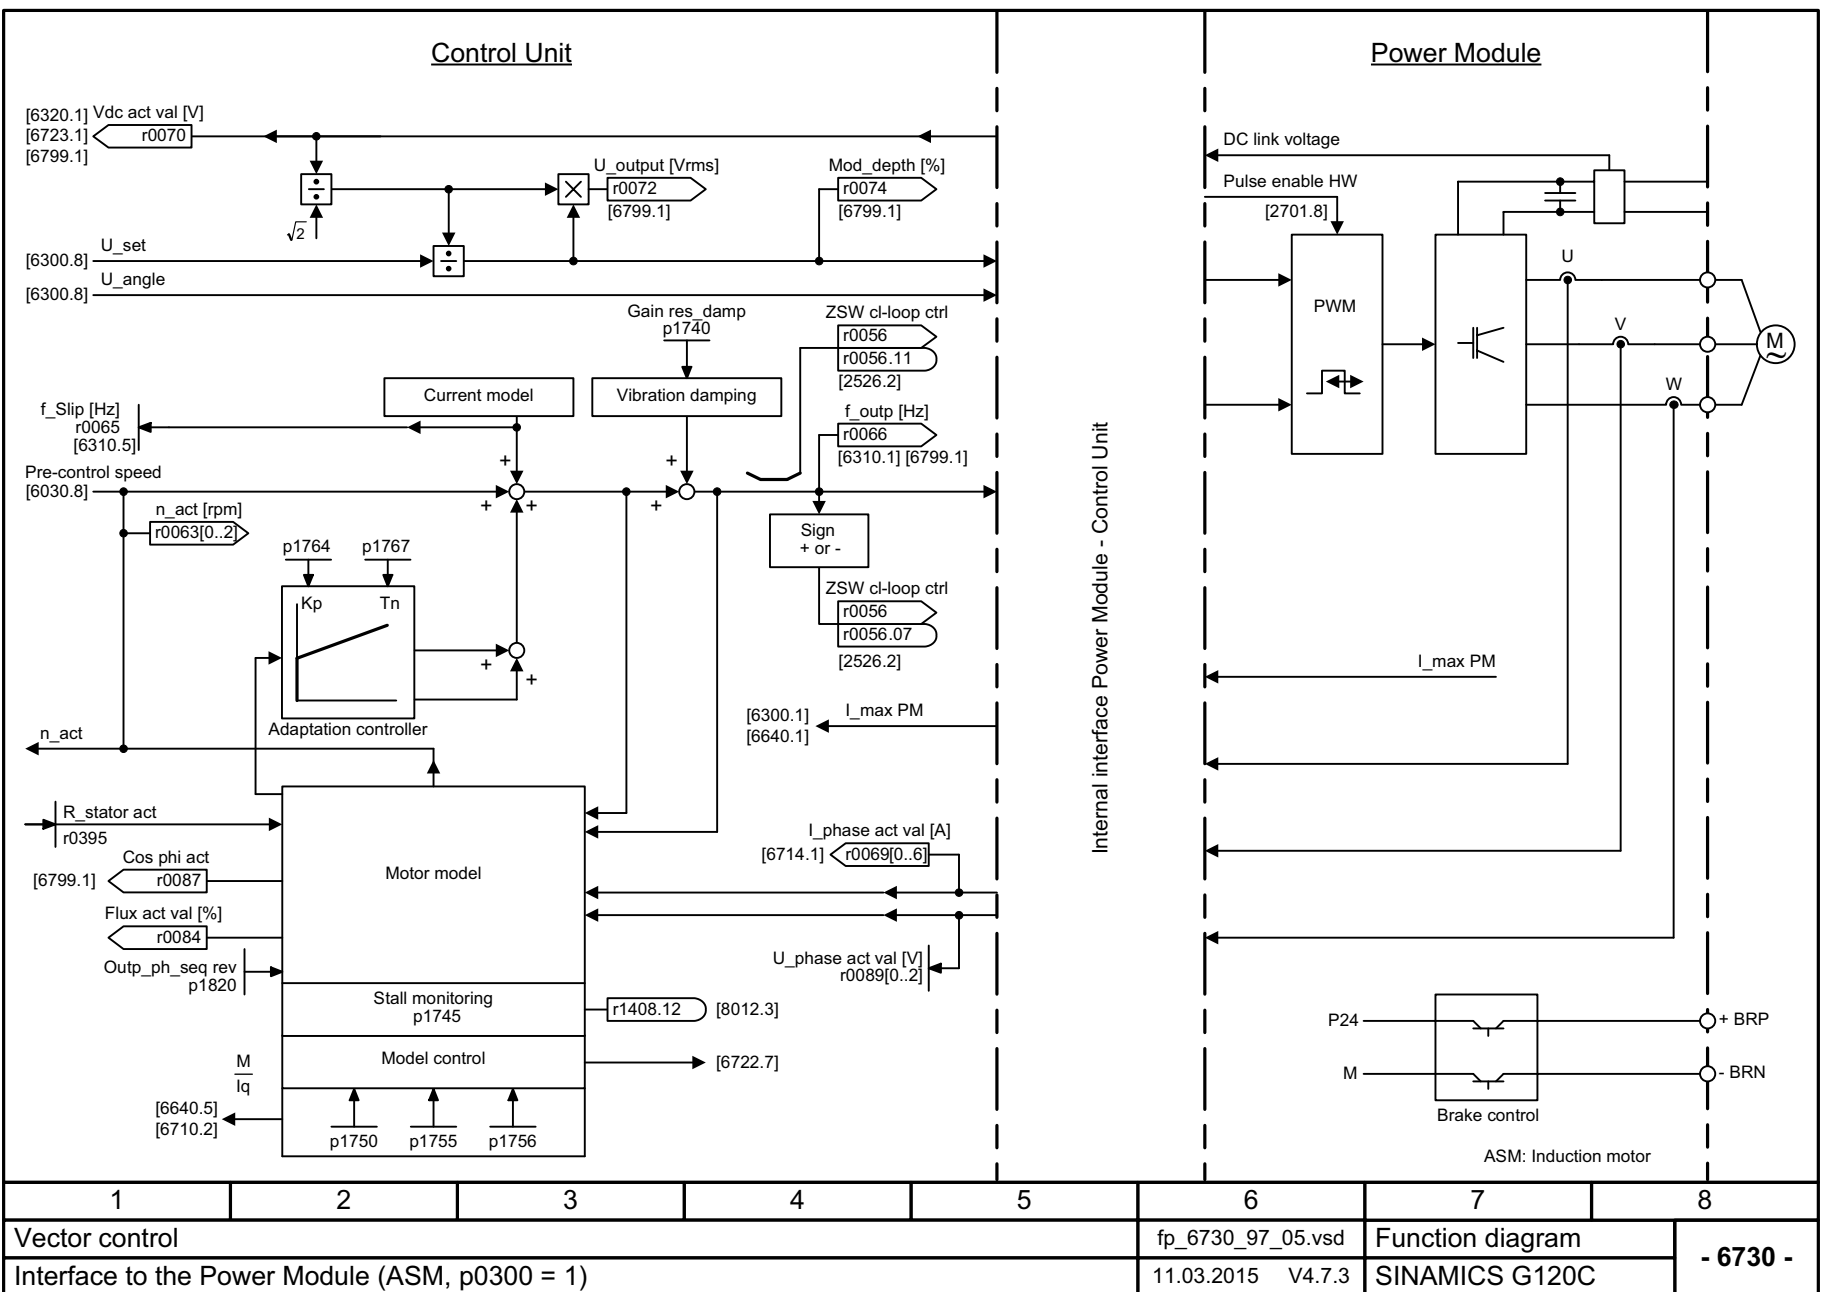 Control Unit
Power Module
[6320.1] Vdc act val [V]
[6723.1]
r0070
[6799.1]
÷
√2
U_output [Vrms]
r0072
[6799.1]
Mod_depth [%]
r0074
[6799.1]
U_set
[6300.8]
÷
U_angle
[6300.8]
Gain res_damp
p1740
ZSW cl-loop ctrl
r0056
r0056.11
[2526.2]
Current model
Vibration damping
f_Slip [Hz]
r0065
[6310.5]
f_outp [Hz]
r0066
[6310.1] [6799.1]
+
+
Pre-control speed
[6030.8]
+
+
+
n_act [rpm]
r0063[0..2]
Sign
+ or -
p1764
p1767
Kp
Tn
ZSW cl-loop ctrl
r0056
r0056.07
[2526.2]
+
+
Adaptation controller
n_act
[6300.1]
[6640.1]
I_max PM
R_stator act
r0395
Cos phi act
[6799.1]
r0087
Flux act val [%]
r0084
Outp_ph_seq rev
p1820
Motor model
I_phase act val [A]
[6714.1]
r0069[0..6]
U_phase act val [V]
r0089[0..2]
Stall monitoring
p1745
r1408.12
[8012.3]
Model control
[6722.7]
M
Iq
[6640.5]
[6710.2]
p1750
p1755
p1756
Internal interface Power Module - Control Unit
DC link voltage
Pulse enable HW
[2701.8]
PWM
U
V
W
M
~
I_max PM
P24
+ BRP
M
- BRN
Brake control
ASM: Induction motor
1 2 3 4 5 6 7 8
Vector control
fp_6730_97_05.vsd
Function diagram
- 6730 -
Interface to the Power Module (ASM, p0300 = 1)
11.03.2015 V4.7.3
SINAMICS G120C